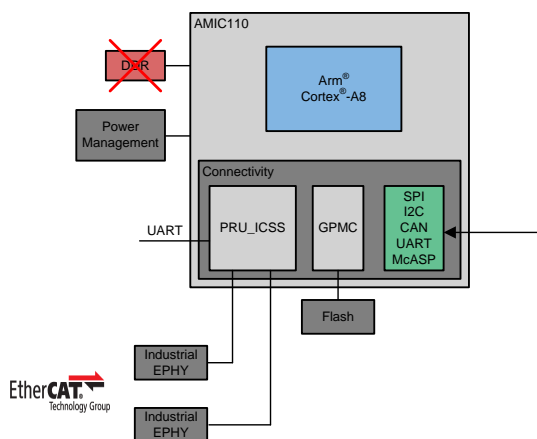 AMIC110
DDR
Arm®
Cortex®-A8
Power
Management
Connectivity
UART
PRU_ICSS
GPMC
SPI
I2C
CAN
UART
McASP
Flash
Industrial
EPHY
EtherCAT®
Technology Group
Industrial
EPHY